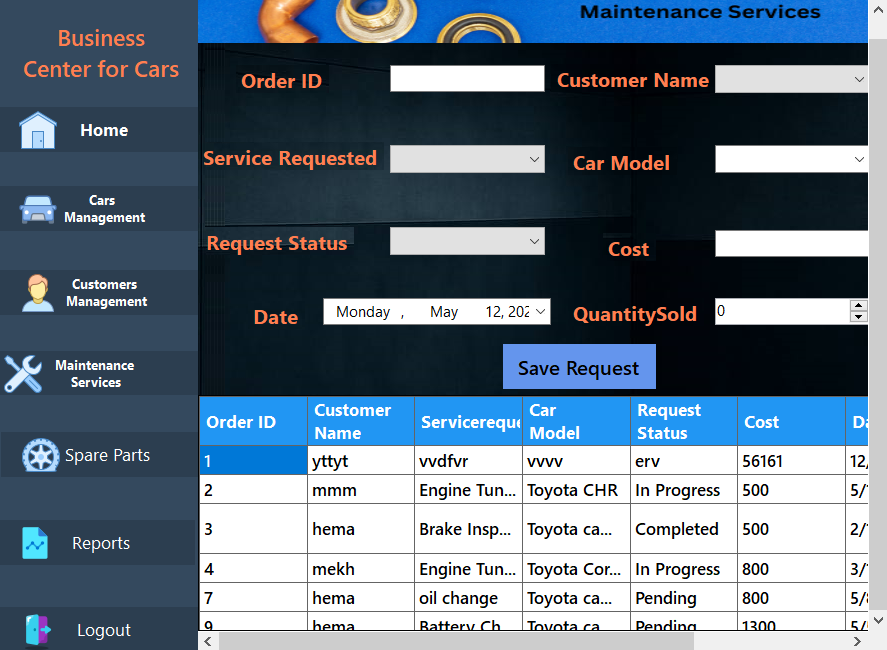 Business
Center for Cars
Home
Cars
Management
Customers
Management
Maintenance
Services
Spare Parts
Reports
Logout
Maintenance Services
Order ID
Customer Name
Service Requested
Car Model
Request Status
Cost
Date
Monday , May 12, 202
QuantitySold
0
Save Request
Order ID Customer Name Servicerequ Car Model Request Status Cost Da
1 yttyt vvdfvr vvvv erv 56161 12/
2 mmm Engine Tun... Toyota CHR In Progress 500 5/
3 hema Brake Insp... Toyota ca... Completed 500 2/
4 mekh Engine Tun... Toyota Cor... In Progress 800 3/
7 hema oil change Toyota ca... Pending 800 5/
9 hema Battery Ch... Toyota ca... Pending 1300 5/